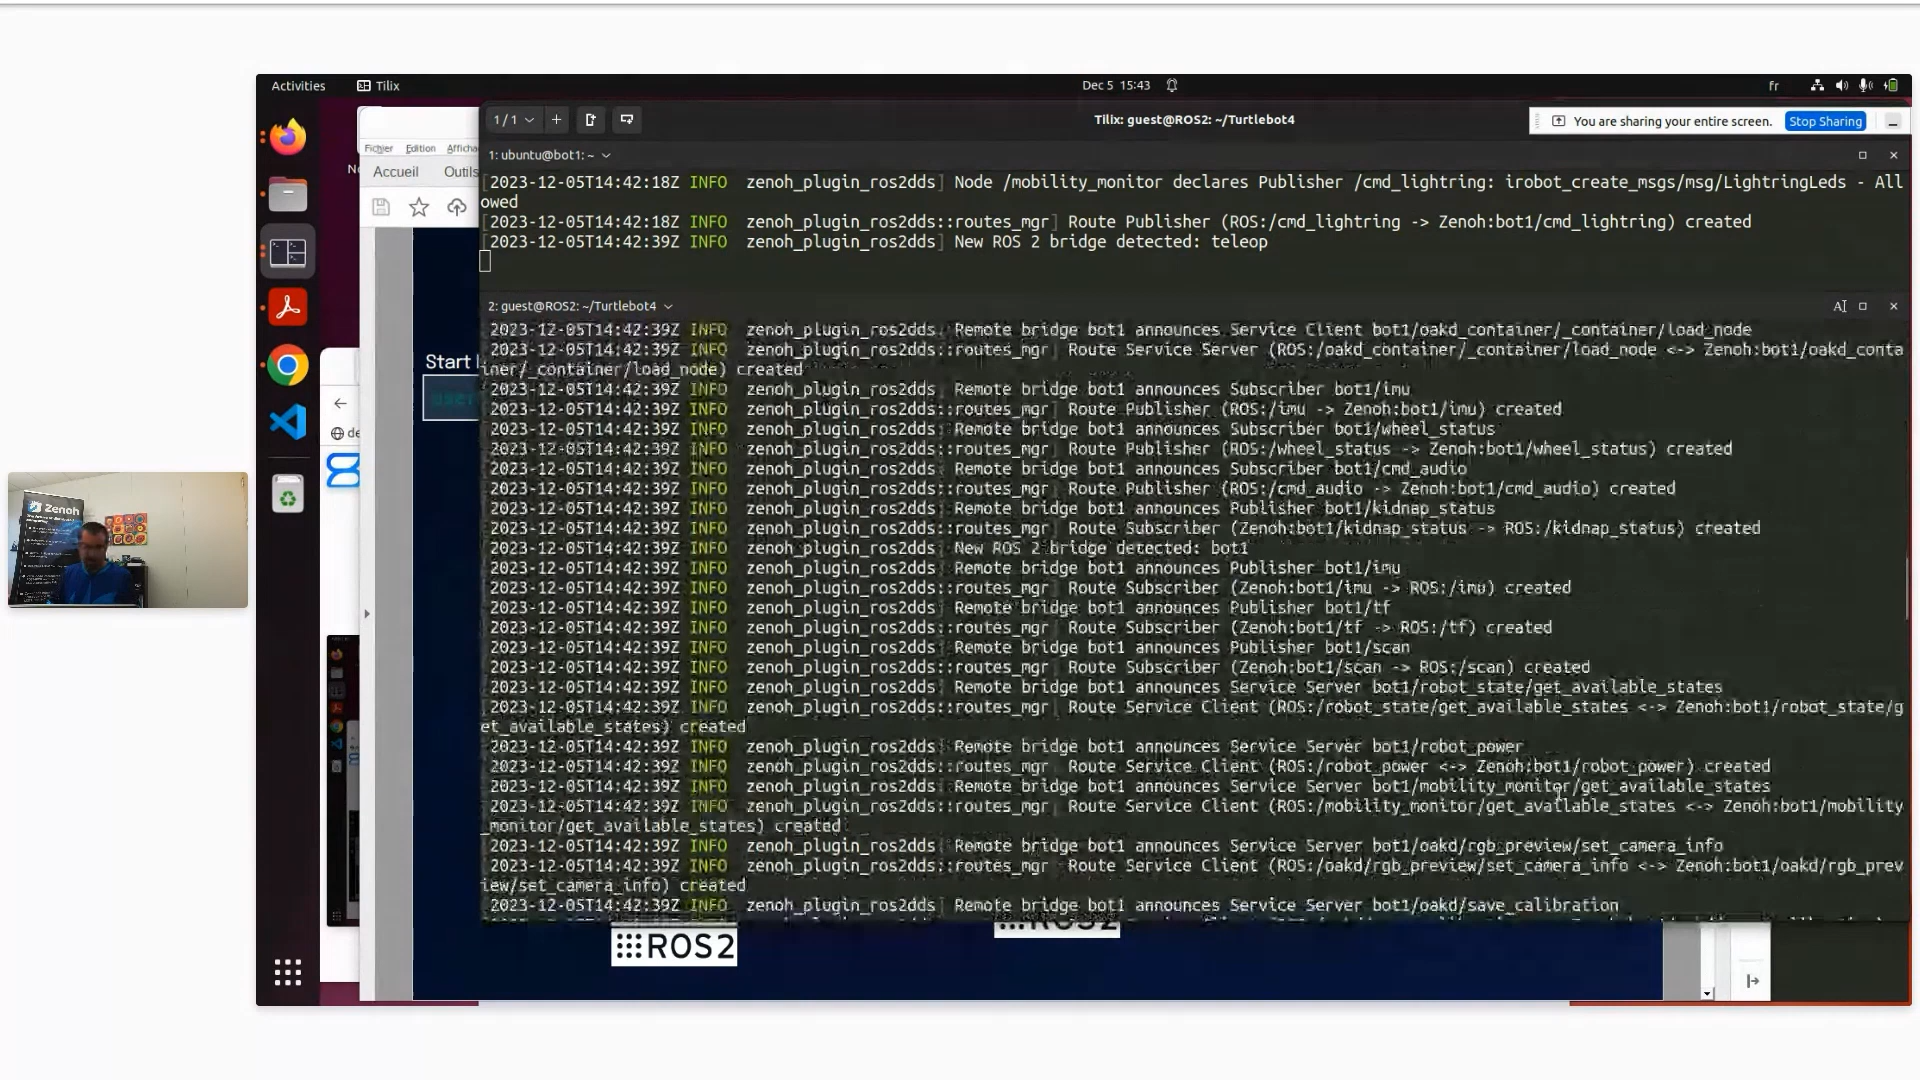 Activities
Tilix
Dec 5 15:43
fr
1 / 1
Tilix: guest@ROS2: ~/Turtlebot4
You are sharing your entire screen.
Stop Sharing
Fichier Edition
Accueil
1: ubuntu@bot1: ~
[2023-12-05T14:42:18Z INFO zenoh_plugin_ros2dds] Node /mobility_monitor declares Publisher /cmd_lightring: irobot_create_msgs/msg/LightringLeds - All
owed
[2023-12-05T14:42:18Z INFO zenoh_plugin_ros2dds::routes_mgr] Route Publisher (ROS:/cmd_lightring -> Zenoh:bot1/cmd_lightring) created
[2023-12-05T14:42:39Z INFO zenoh_plugin_ros2dds] New ROS 2 bridge detected: teleop
2: guest@ROS2: ~/Turtlebot4
2023-12-05T14:42:39Z INFO zenoh_plugin_ros2dds Remote bridge bot1 announces Service Client bot1/oakd_container/_container/load_node
2023-12-05T14:42:39Z INFO zenoh_plugin_ros2dds::routes_mgr Route Service Server (ROS:/oakd_container/_container/load_node <-> Zenoh:bot1/oakd_conta
iner/_container/load_node) created
2023-12-05T14:42:39Z INFO zenoh_plugin_ros2dds Remote bridge bot1 announces Subscriber bot1/imu
2023-12-05T14:42:39Z INFO zenoh_plugin_ros2dds::routes_mgr Route Publisher (ROS:/imu -> Zenoh:bot1/imu) created
2023-12-05T14:42:39Z INFO zenoh_plugin_ros2dds Remote bridge bot1 announces Subscriber bot1/wheel_status
2023-12-05T14:42:39Z INFO zenoh_plugin_ros2dds::routes_mgr Route Publisher (ROS:/wheel_status -> Zenoh:bot1/wheel_status) created
2023-12-05T14:42:39Z INFO zenoh_plugin_ros2dds Remote bridge bot1 announces Subscriber bot1/cmd_audio
2023-12-05T14:42:39Z INFO zenoh_plugin_ros2dds::routes_mgr Route Publisher (ROS:/cmd_audio -> Zenoh:bot1/cmd_audio) created
2023-12-05T14:42:39Z INFO zenoh_plugin_ros2dds Remote bridge bot1 announces Publisher bot1/kidnap_status
2023-12-05T14:42:39Z INFO zenoh_plugin_ros2dds::routes_mgr Route Subscriber (Zenoh:bot1/kidnap_status -> ROS:/kidnap_status) created
2023-12-05T14:42:39Z INFO zenoh_plugin_ros2dds New ROS 2 bridge detected: bot1
2023-12-05T14:42:39Z INFO zenoh_plugin_ros2dds Remote bridge bot1 announces Publisher bot1/imu
2023-12-05T14:42:39Z INFO zenoh_plugin_ros2dds::routes_mgr Route Subscriber (Zenoh:bot1/imu -> ROS:/imu) created
2023-12-05T14:42:39Z INFO zenoh_plugin_ros2dds Remote bridge bot1 announces Publisher bot1/tf
2023-12-05T14:42:39Z INFO zenoh_plugin_ros2dds::routes_mgr Route Subscriber (Zenoh:bot1/tf -> ROS:/tf) created
2023-12-05T14:42:39Z INFO zenoh_plugin_ros2dds Remote bridge bot1 announces Publisher bot1/scan
2023-12-05T14:42:39Z INFO zenoh_plugin_ros2dds::routes_mgr Route Subscriber (Zenoh:bot1/scan -> ROS:/scan) created
2023-12-05T14:42:39Z INFO zenoh_plugin_ros2dds Remote bridge bot1 announces Service Server bot1/robot_state/get_available_states
2023-12-05T14:42:39Z INFO zenoh_plugin_ros2dds::routes_mgr Route Service Client (ROS:/robot_state/get_available_states <-> Zenoh:bot1/robot_state/g
et_available_states) created
2023-12-05T14:42:39Z INFO zenoh_plugin_ros2dds Remote bridge bot1 announces Service Server bot1/robot_power
2023-12-05T14:42:39Z INFO zenoh_plugin_ros2dds::routes_mgr Route Service Client (ROS:/robot_power <-> Zenoh:bot1/robot_power) created
2023-12-05T14:42:39Z INFO zenoh_plugin_ros2dds Remote bridge bot1 announces Service Server bot1/mobility_monitor/get_available_states
2023-12-05T14:42:39Z INFO zenoh_plugin_ros2dds::routes_mgr Route Service Client (ROS:/mobility_monitor/get_available_states <-> Zenoh:bot1/mobility
_monitor/get_available_states) created
2023-12-05T14:42:39Z INFO zenoh_plugin_ros2dds Remote bridge bot1 announces Service Server bot1/oakd/rgb_preview/set_camera_info
2023-12-05T14:42:39Z INFO zenoh_plugin_ros2dds::routes_mgr Route Service Client (ROS:/oakd/rgb_preview/set_camera_info <-> Zenoh:bot1/oakd/rgb_prev
iew/set_camera_info) created
2023-12-05T14:42:39Z INFO zenoh_plugin_ros2dds Remote bridge bot1 announces Service Server bot1/oakd/save_calibration
Start
Zenoh
ROS2
ROS2